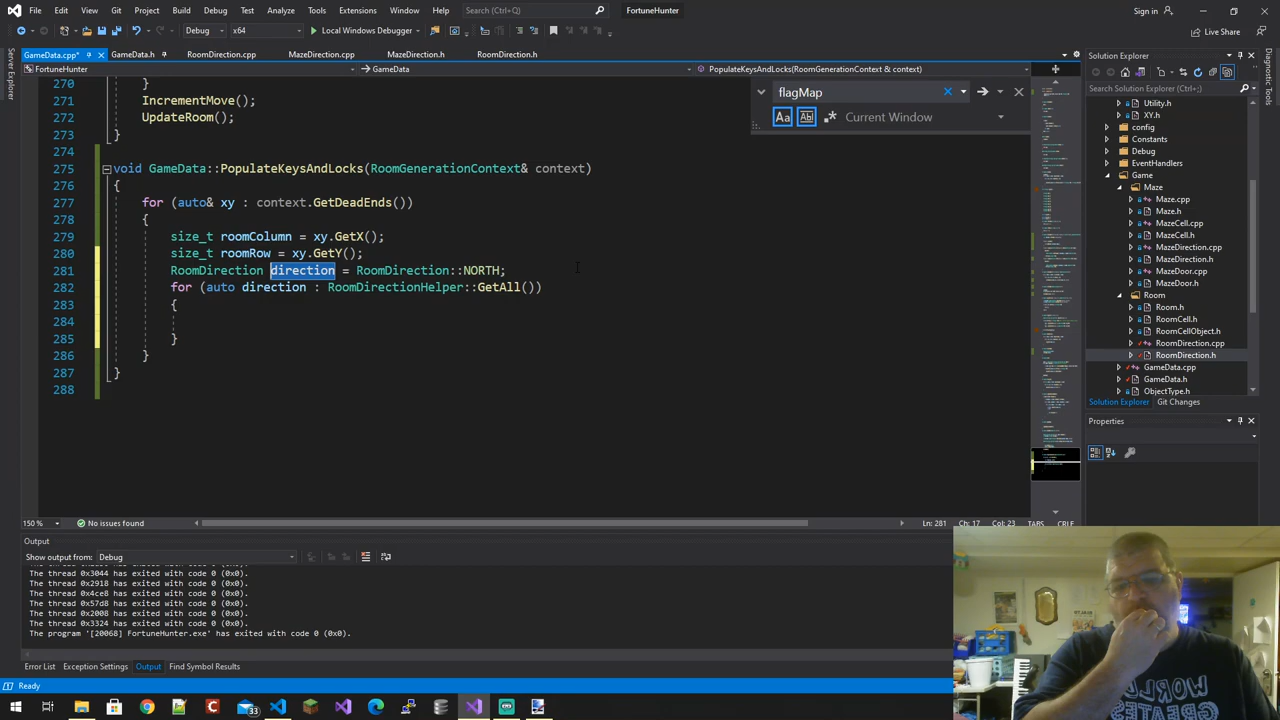 File Edit View Git Project Build Debug Test Analyze Tools Extensions Window Help Search (Ctrl+Q) FortuneHunter Sign in
Debug x64 Local Windows Debugger Live Share
GameData.cpp* GameData.h RoomDirection.cpp MazeDirection.cpp MazeDirection.h RoomDirection.h
FortuneHunter GameData PopulateKeysAndLocks(RoomGenerationContext & context)
Server Explorer
Toolbox
flagMap
Aa Abl Current Window
270 }
271 IncrementMove();
272 UpdateRoom();
273 }
274
275 void GameData::PopulateKeysAndLocks(RoomGenerationContext& context)
276 {
277 for (auto& xy : context.GetDeadEnds())
278 {
279 size_t roomColumn = xy.GetX();
280 size_t roomRow = xy.GetY();
281 RoomDirection direction = RoomDirection::NORTH;
282 for (auto direction : RoomDirectionHelper::GetAll())
283 {
284
285 }
286 }
287 }
288
150 % No issues found Ln: 281 Ch: 17 Col: 23 TABS CRLF
Output
Show output from: Debug
The thread 0x3044 has exited with code 0 (0x0).
The thread 0x2918 has exited with code 0 (0x0).
The thread 0x4ce8 has exited with code 0 (0x0).
The thread 0x57d8 has exited with code 0 (0x0).
The thread 0x2008 has exited with code 0 (0x0).
The thread 0x3324 has exited with code 0 (0x0).
The program '[20068] FortuneHunter.exe' has exited with code 0 (0x0).
Error List Exception Settings Output Find Symbol Results
Ready
Solution Explorer
Search Solution Explorer (Ctrl+;)
Utility.h
XY.h
config
Constants
Debug
EventHandlers
Game
Maze
Maze.cpp
Maze.h
MazeCell.cpp
MazeCell.h
MazeDirection.cpp
MazeDirection.h
MazeDoor.cpp
MazeDoor.h
Room
Room.h
RoomCell.h
RoomCellObject.h
RoomDirection.cpp
RoomDirection.h
GameData.cpp
GameData.h
ObjectType.h
Solution Explorer Git Changes
Properties
Diagnostic Tools
33
WORLD'S
GREATEST